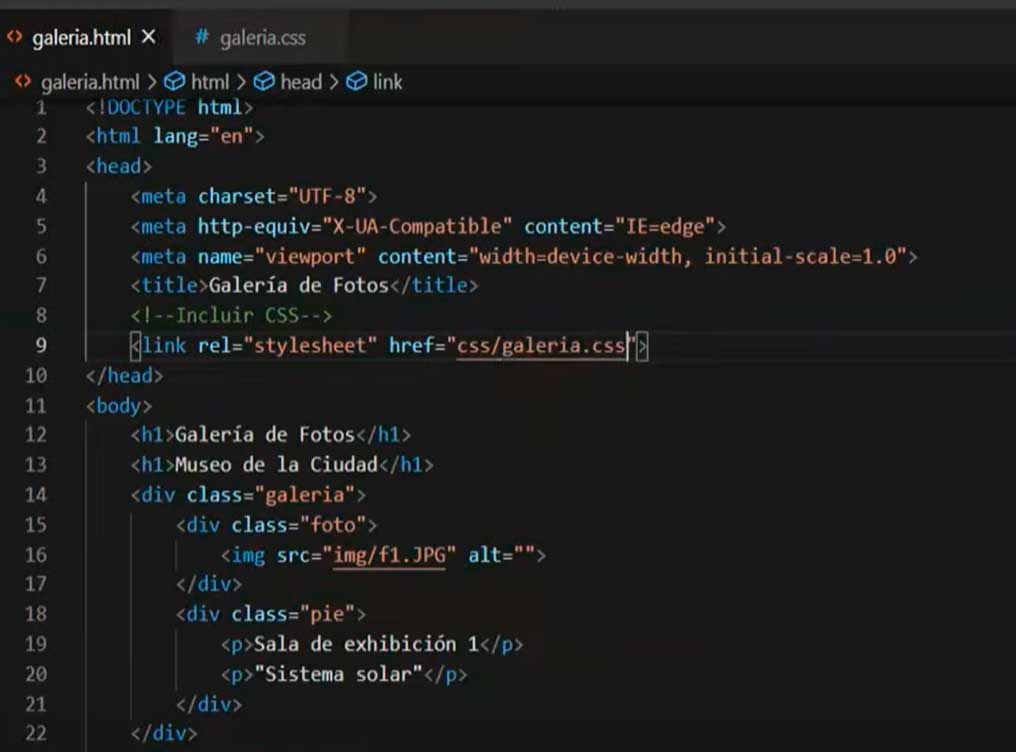 galeria.html × # galeria.css
galeria.html > html > head > link
1 <!DOCTYPE html>
2 <html lang="en">
3 <head>
4 <meta charset="UTF-8">
5 <meta http-equiv="X-UA-Compatible" content="IE=edge">
6 <meta name="viewport" content="width=device-width, initial-scale=1.0">
7 <title>Galería de Fotos</title>
8 <!--Incluir CSS-->
9 <link rel="stylesheet" href="css/galeria.css">
10 </head>
11 <body>
12 <h1>Galería de Fotos</h1>
13 <h1>Museo de la Ciudad</h1>
14 <div class="galeria">
15 <div class="foto">
16 <img src="img/f1.JPG" alt="">
17 </div>
18 <div class="pie">
19 <p>Sala de exhibición 1</p>
20 <p>"Sistema solar"</p>
21 </div>
22 </div>